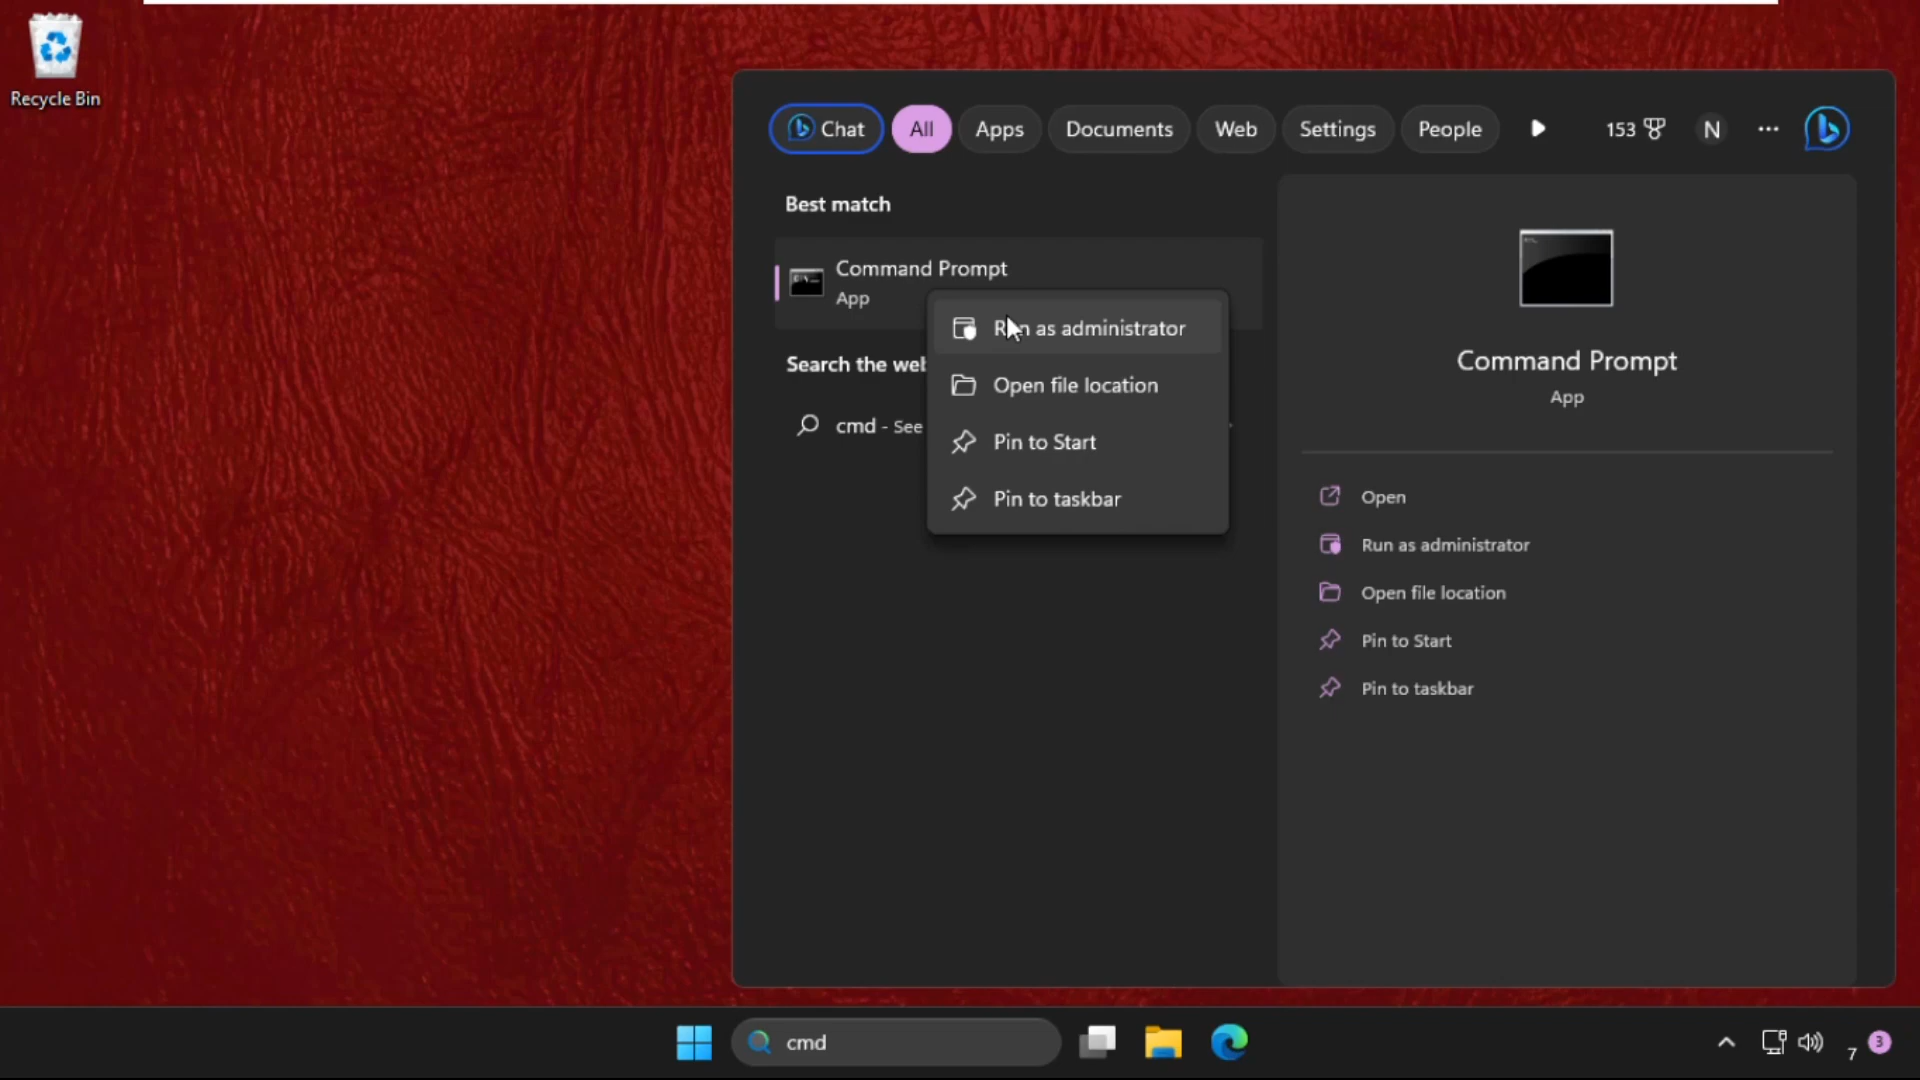 Recycle Bin
Chat
All
Apps
Documents
Web
Settings
People
153
N
Best match
Command Prompt
App
Search the web
cmd - See
Run as administrator
Open file location
Pin to Start
Pin to taskbar
Command Prompt
App
Open
Run as administrator
Open file location
Pin to Start
Pin to taskbar
cmd
7
3